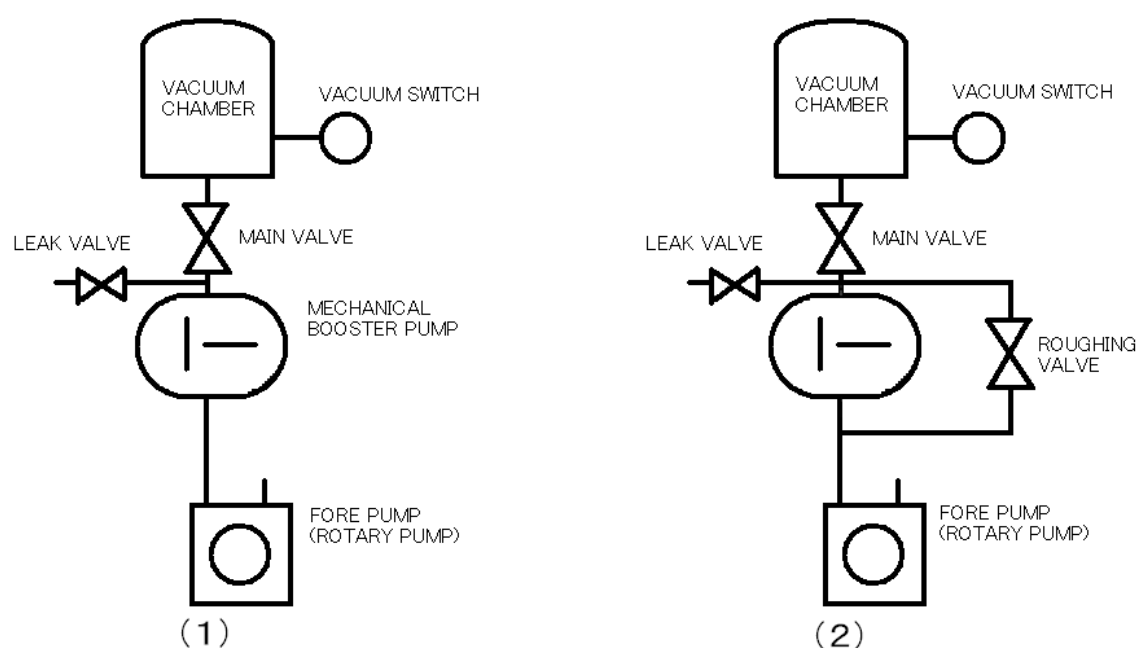 VACUUM
CHAMBER
VACUUM SWITCH
LEAK VALVE
MAIN VALVE
MECHANICAL
BOOSTER PUMP
FORE PUMP
(ROTARY PUMP)
(1)
VACUUM
CHAMBER
VACUUM SWITCH
LEAK VALVE
MAIN VALVE
ROUGHING
VALVE
FORE PUMP
(ROTARY PUMP)
(2)